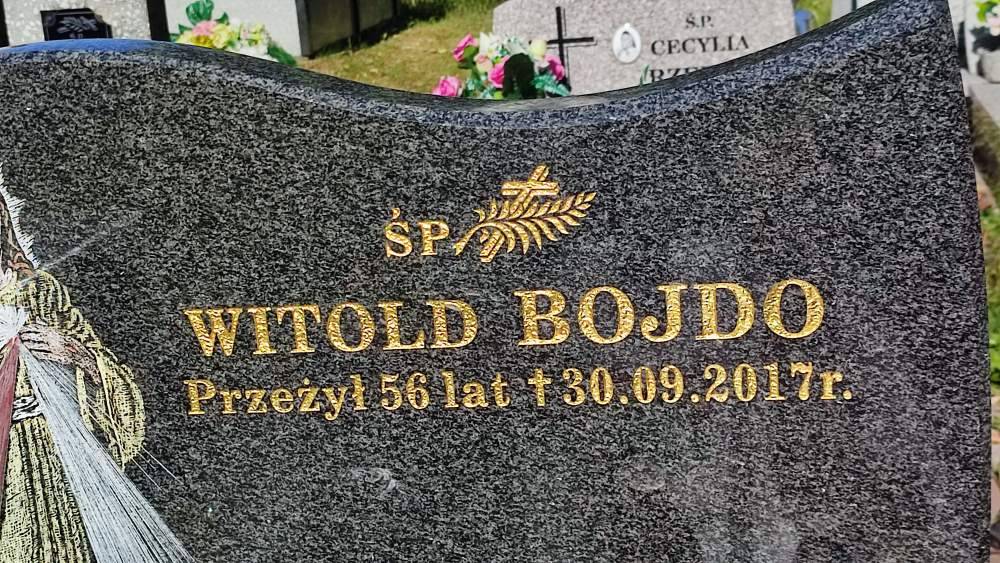 Ś.P.
CECYLIA
ŚP
WITOLD BOJDO
Przeżył 56 lat † 30.09.2017r.